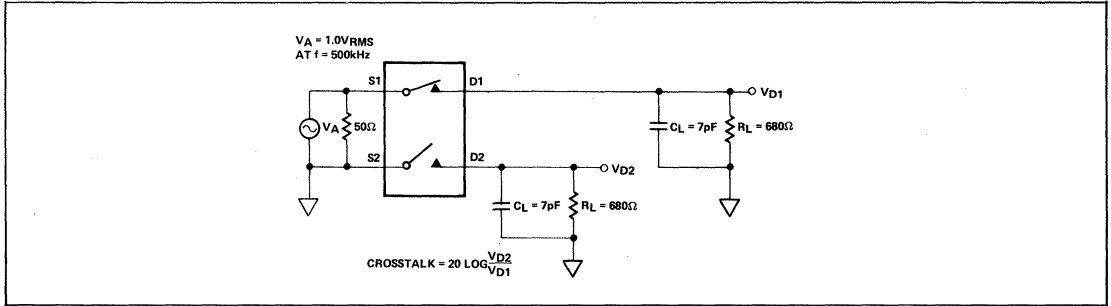 VA = 1.0VRMS
AT f = 500kHz
S1
D1
VD1
VA
50Ω
CL = 7pF
RL = 680Ω
S2
D2
VD2
CL = 7pF
RL = 680Ω
CROSSTALK = 20 LOG VD2/VD1